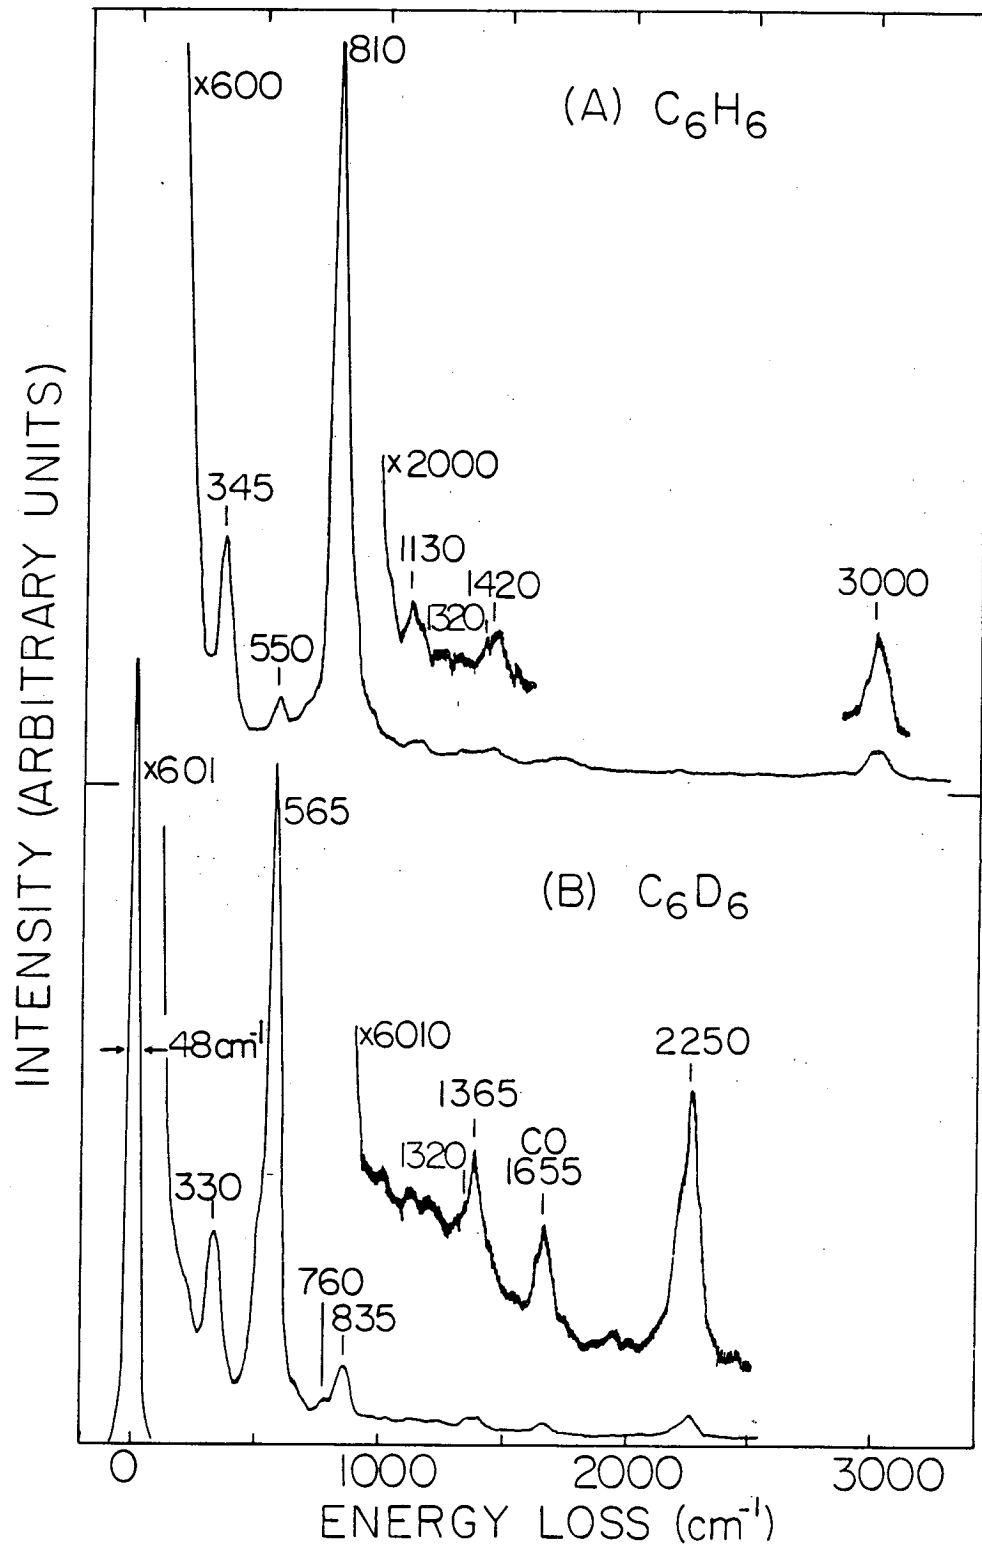 INTENSITY (ARBITRARY UNITS)
(A) C6H6
x600
810
345
550
x2000
1130
1320
1420
3000
(B) C6D6
x601
565
48cm-1
330
760
835
x6010
1320
1365
CO
1655
2250
0 1000 2000 3000
ENERGY LOSS (cm-1)